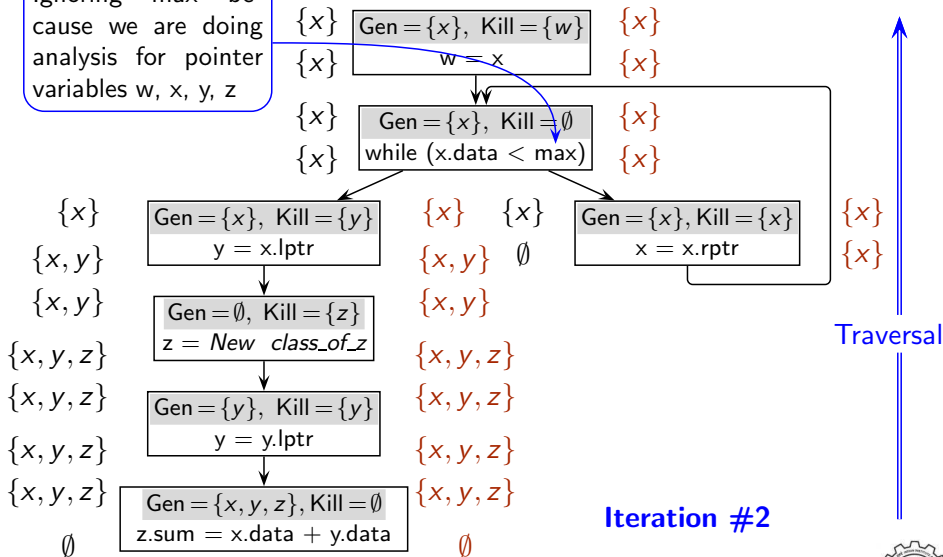 ignoring max be-
cause we are doing
analysis for pointer
variables w, x, y, z
{x} Gen = {x}, Kill = {w} {x}
{x} w = x {x}
{x} Gen = {x}, Kill = ∅ {x}
{x} while (x.data < max) {x}
{x} Gen = {x}, Kill = {y} {x} {x} Gen = {x}, Kill = {x} {x}
{x, y} y = x.lptr {x, y} ∅ x = x.rptr {x}
{x, y} Gen = ∅, Kill = {z} {x, y}
{x, y, z} z = New class_of_z {x, y, z}
Traversal
{x, y, z} Gen = {y}, Kill = {y} {x, y, z}
{x, y, z} y = y.lptr {x, y, z}
{x, y, z} Gen = {x, y, z}, Kill = ∅ {x, y, z}
∅ z.sum = x.data + y.data ∅
Iteration #2